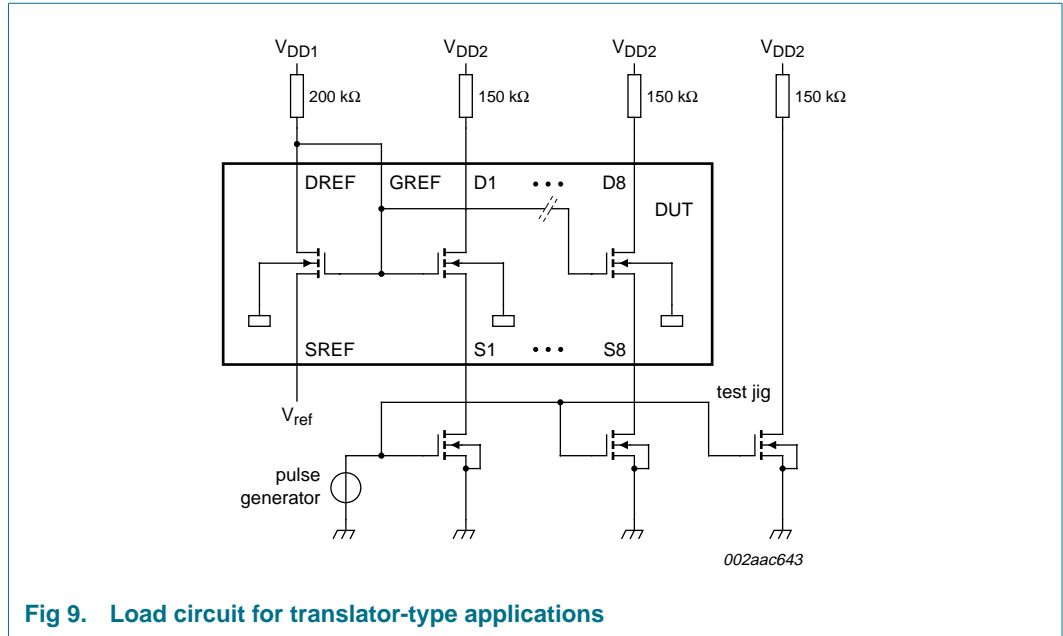 VDD1 VDD2 VDD2 VDD2
200 kΩ 150 kΩ 150 kΩ 150 kΩ
DREF GREF D1 • • • D8
DUT
SREF S1 • • • S8
test jig
Vref
pulse
generator
002aac643
Fig 9. Load circuit for translator-type applications